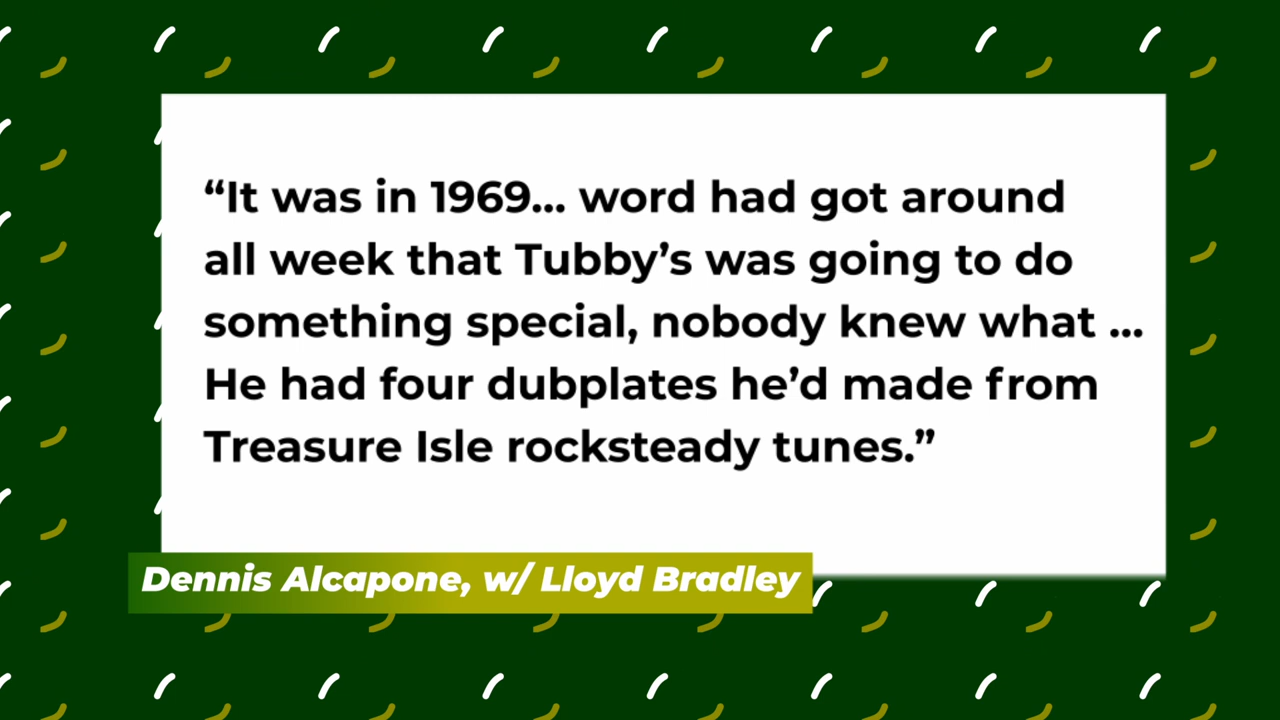 “It was in 1969... word had got around
all week that Tubby’s was going to do
something special, nobody knew what ...
He had four dubplates he’d made from
Treasure Isle rocksteady tunes.”
Dennis Alcapone, w/ Lloyd Bradley